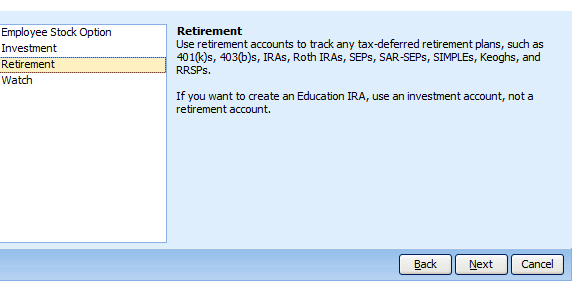 Employee Stock Option
Investment
Retirement
Watch
Retirement
Use retirement accounts to track any tax-deferred retirement plans, such as
401(k)s, 403(b)s, IRAs, Roth IRAs, SEPs, SAR-SEPs, SIMPLEs, Keoghs, and
RRSPs.
If you want to create an Education IRA, use an investment account, not a
retirement account.
Back Next Cancel